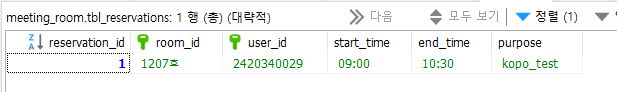 meeting_room.tbl_reservations: 1 행 (총) (대략적) 다음 모두 보기 정렬 (1)
reservation_id room_id user_id start_time end_time purpose
1 1207호 2420340029 09:00 10:30 kopo_test